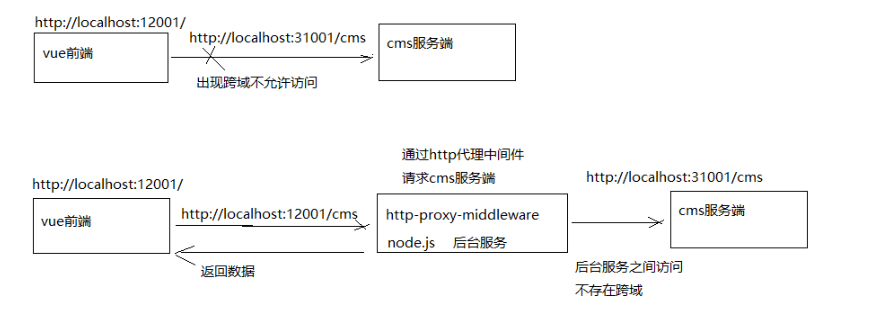 http://localhost:12001/
http://localhost:31001/cms
vue前端
cms服务端
出现跨域不允许访问
通过http代理中间件
请求cms服务端
http://localhost:31001/cms
http://localhost:12001/
http://localhost:12001/cms
vue前端
http-proxy-middleware
node.js 后台服务
cms服务端
返回数据
后台服务之间访问
不存在跨域